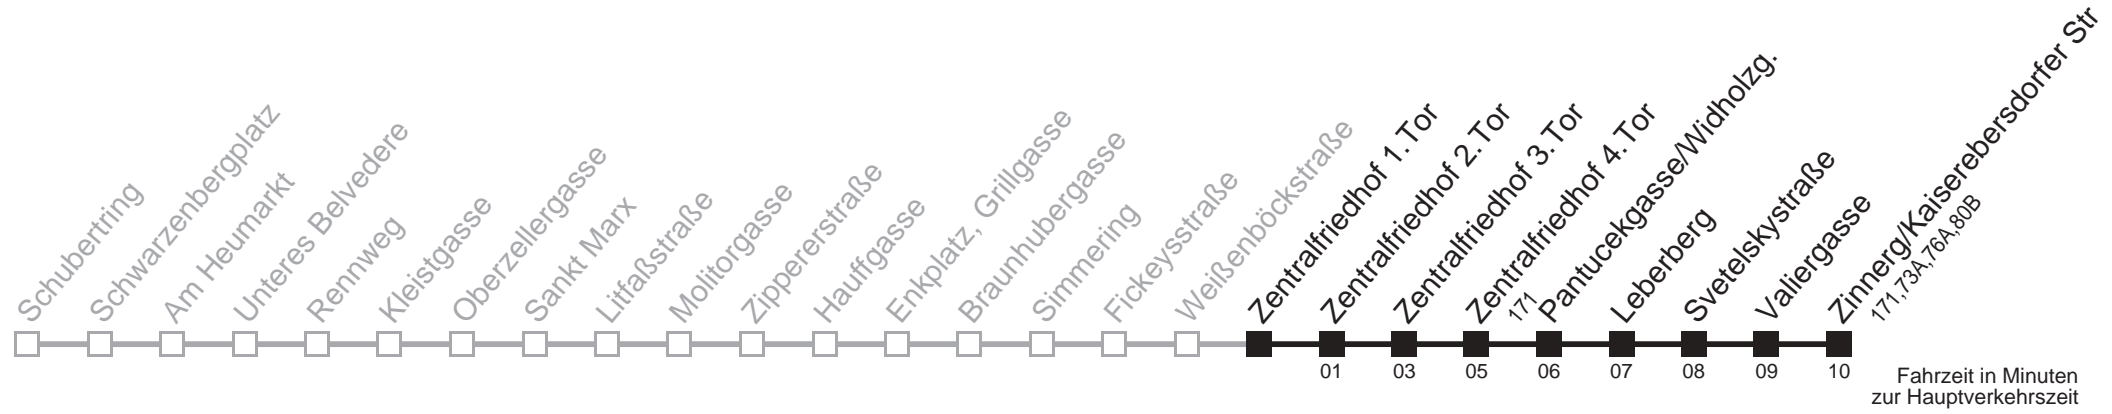 Schubertring
Schwarzenbergplatz
Am Heumarkt
Unteres Belvedere
Rennweg
Kleistgasse
Oberzellergasse
Sankt Marx
Litfaßstraße
Molitorgasse
Zippererstraße
Hauffgasse
Enkplatz, Grillgasse
Braunhubergasse
Simmering
Fickeysstraße
Weißenböckstraße
Zentralfriedhof 1.Tor
Zentralfriedhof 2.Tor
Zentralfriedhof 3.Tor
Zentralfriedhof 4.Tor
171
Pantucekgasse/Widholzg.
Leberberg
Svetelskystraße
Valiergasse
Zinnerg/Kaiserebersdorfer Str
171,73A,76A,80B
01 03 05 06 07 08 09 10
Fahrzeit in Minuten
zur Hauptverkehrszeit